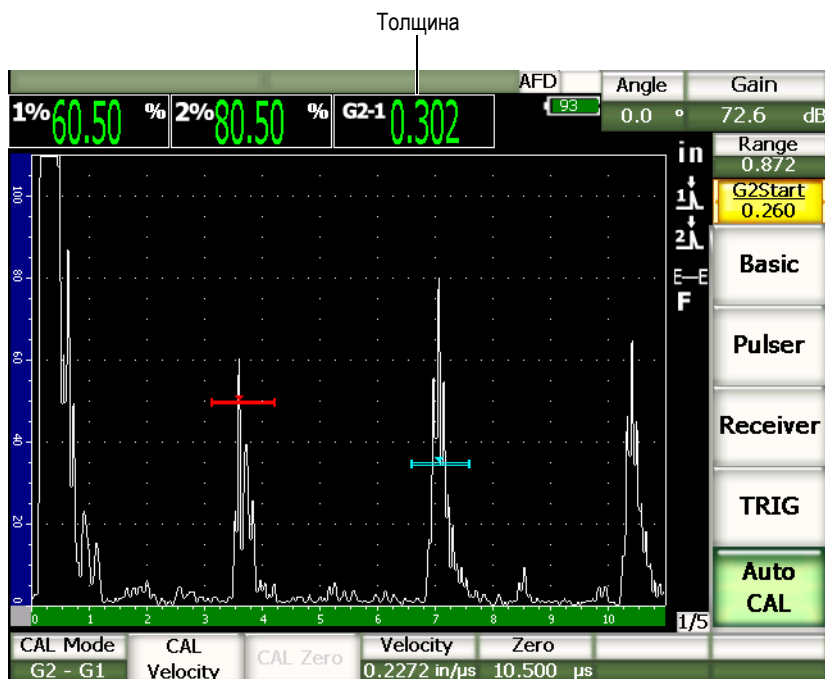 Толщина
AFD
Angle
Gain
1% 60.50 %
2% 80.50 %
G2-1 0.302
93
0.0 º
72.6 dB
in
Range
0.872
G2Start
0.260
1
2
E—E
F
Basic
Pulser
Receiver
TRIG
Auto
CAL
100
80
60
40
20
0
0 1 2 3 4 5 6 7 8 9 10
1/5
CAL Mode
G2 - G1
CAL
Velocity
CAL Zero
Velocity
0.2272 in/µs
Zero
10.500 µs